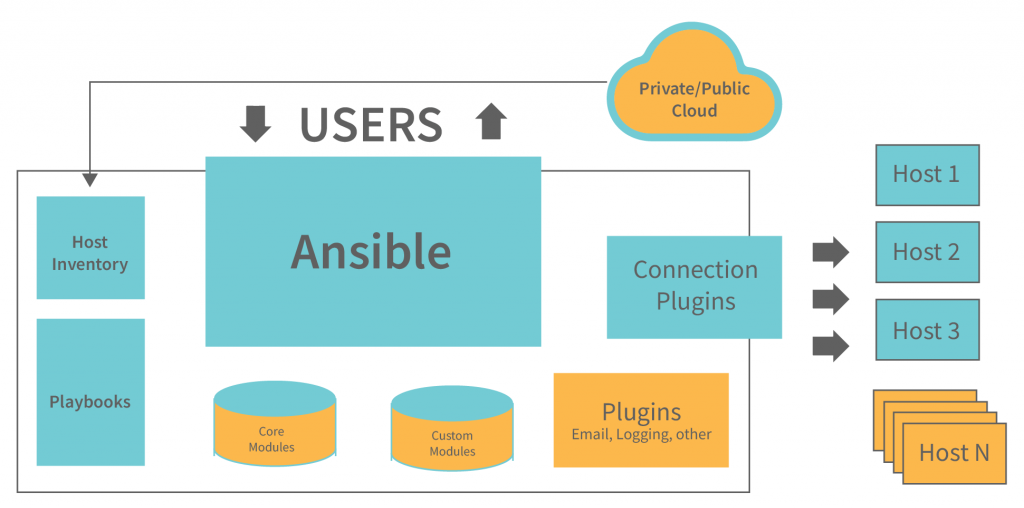 Private/Public
Cloud
USERS
Host
Inventory
Ansible
Playbooks
Core
Modules
Custom
Modules
Plugins
Email, Logging, other
Connection
Plugins
Host 1
Host 2
Host 3
Host N